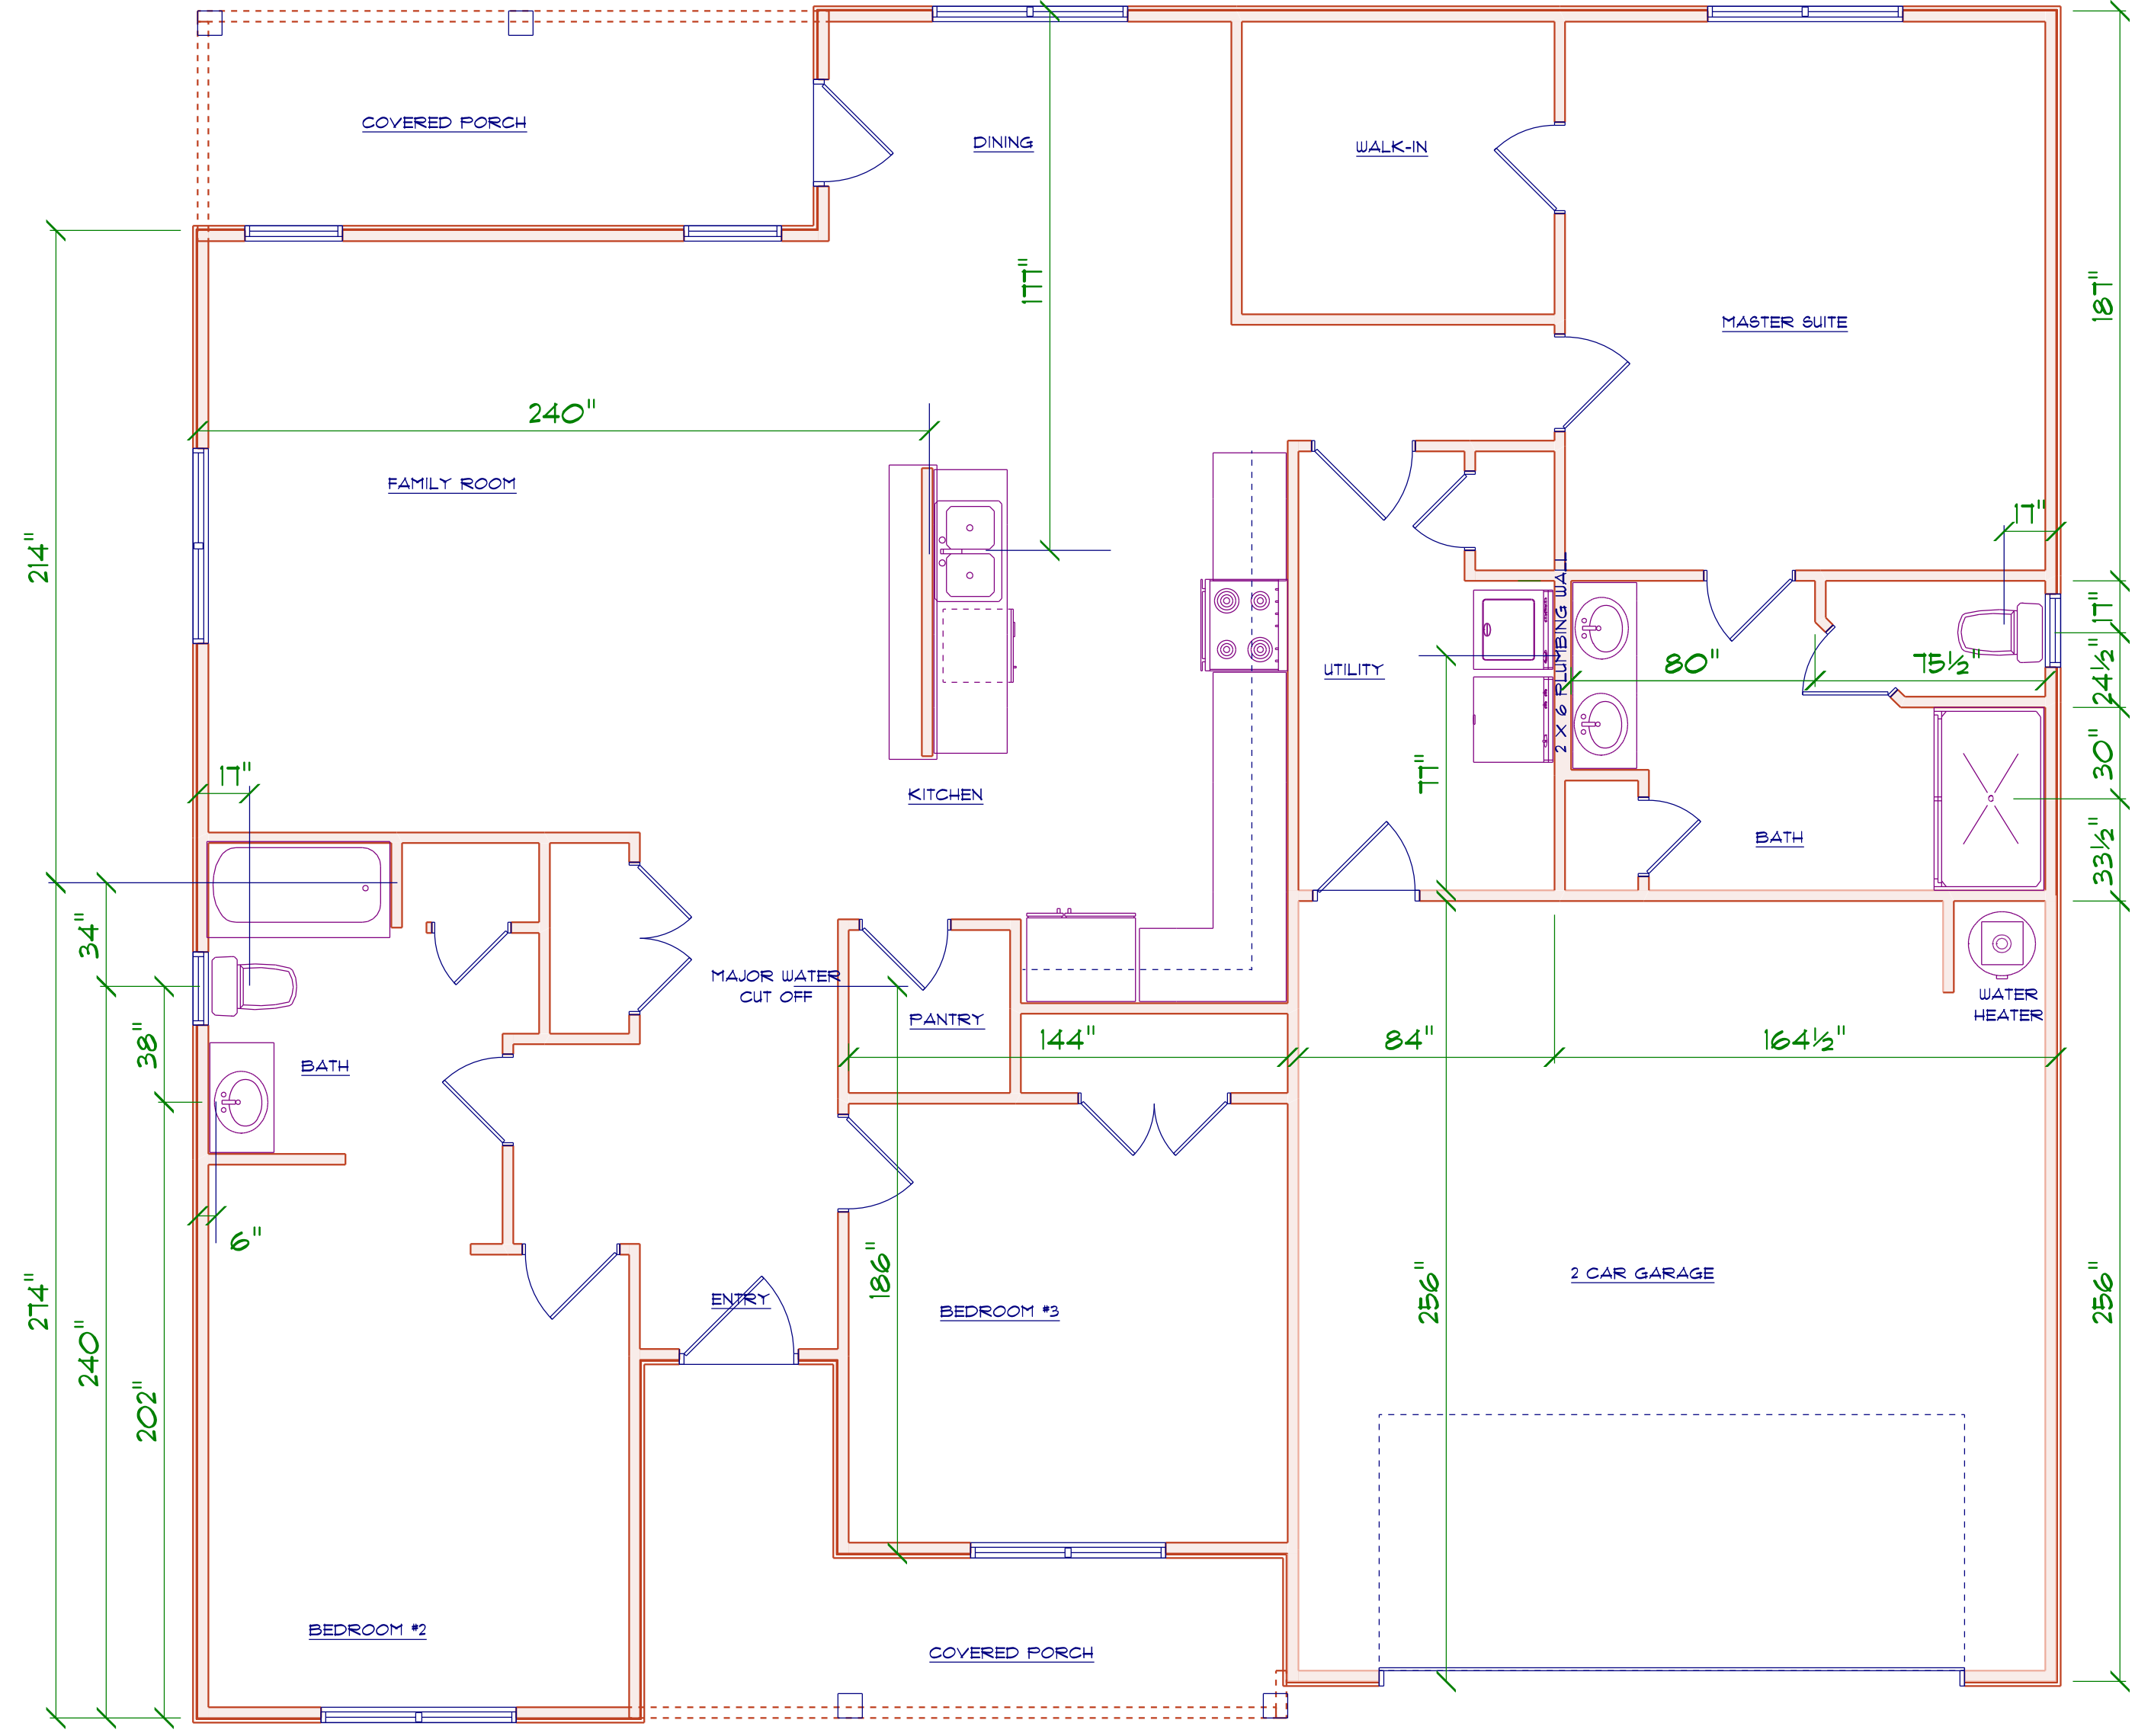 COVERED PORCH
DINING
WALK-IN
187"
177"
MASTER SUITE
240"
FAMILY ROOM
17"
214"
2 X 6 PLUMBING WALL
17"
UTILITY
80"
75½"
24½"
17"
77"
30"
KITCHEN
BATH
33½"
34"
MAJOR WATER
CUT OFF
WATER
HEATER
PANTRY
38"
144"
84"
164½"
BATH
6"
186"
ENTRY
BEDROOM #3
2 CAR GARAGE
274"
240"
256"
256"
202"
BEDROOM #2
COVERED PORCH